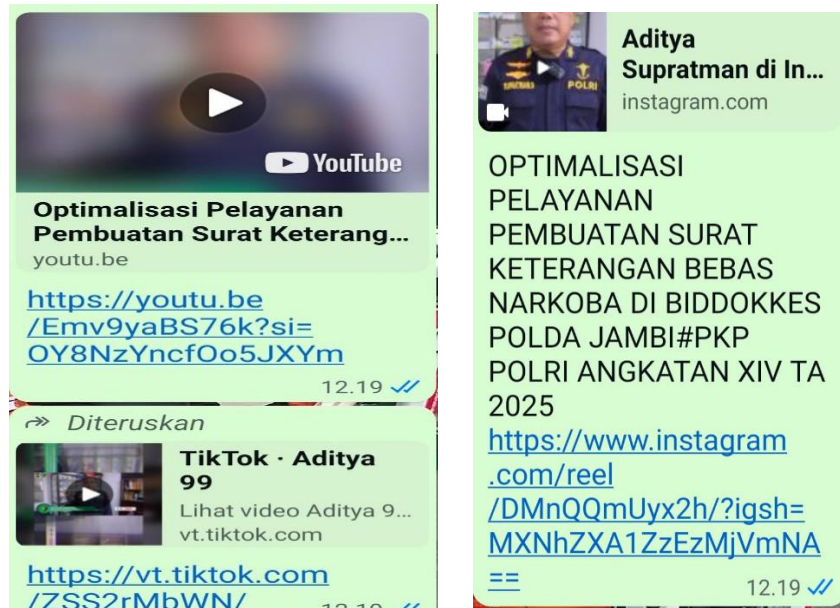 YouTube
Optimalisasi Pelayanan
Pembuatan Surat Keterang...
youtu.be
https://youtu.be
/Emv9yaBS76k?si=
OY8NzYncfOo5JXYm
12.19
Diteruskan
TikTok · Aditya
99
Lihat video Aditya 9...
vt.tiktok.com
https://vt.tiktok.com
/ZSS2rMbWN/
12.19
POLRI
Aditya
Supratman di In...
instagram.com
OPTIMALISASI
PELAYANAN
PEMBUATAN SURAT
KETERANGAN BEBAS
NARKOBA DI BIDDOKKES
POLDA JAMBI#PKP
POLRI ANGKATAN XIV TA
2025
https://www.instagram
.com/reel
/DMnQQmUyx2h/?igsh=
MXNhZXA1ZzEzMjVmNA
==
12.19